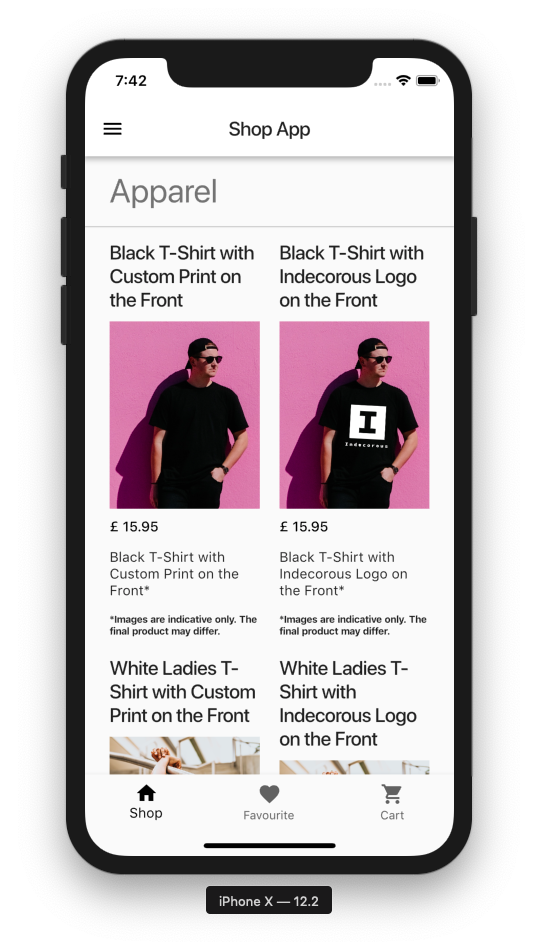 7:42
Shop App
Apparel
Black T-Shirt with
Custom Print on
the Front
Black T-Shirt with
Indecorous Logo
on the Front
I
Indecorous
£ 15.95
£ 15.95
Black T-Shirt with
Custom Print on the
Front*
Black T-Shirt with
Indecorous Logo on
the Front*
*Images are indicative only. The
final product may differ.
*Images are indicative only. The
final product may differ.
White Ladies T-
Shirt with Custom
Print on the Front
White Ladies T-
Shirt with
Indecorous Logo
on the Front
Shop
Favourite
Cart
iPhone X — 12.2